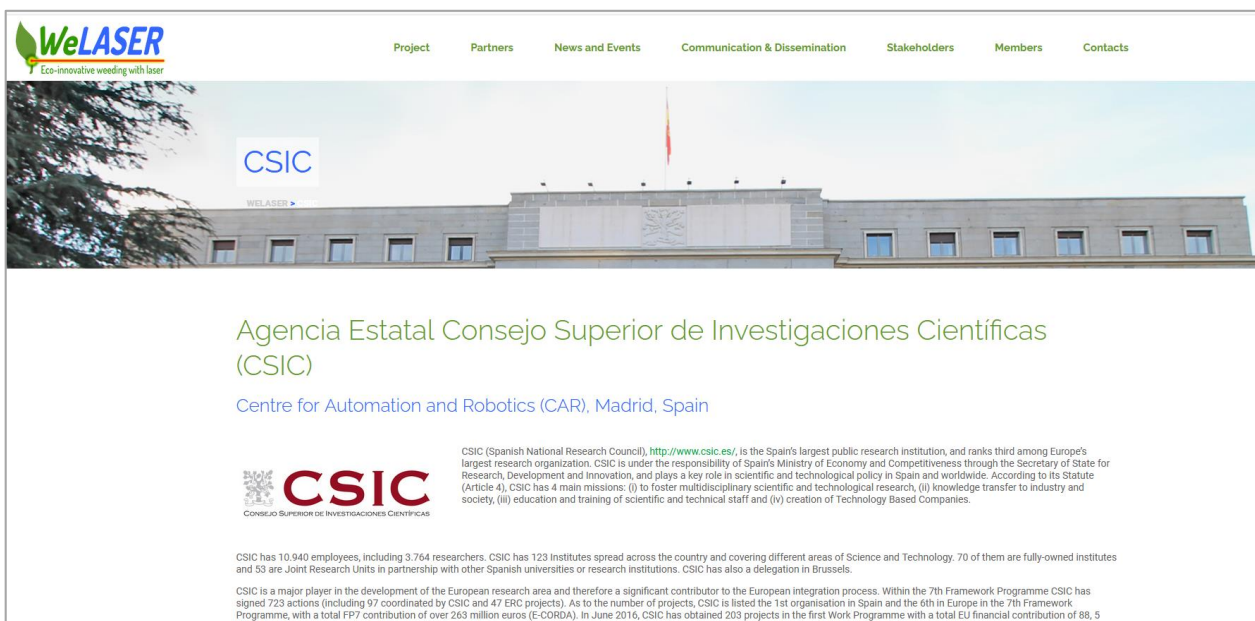 WeLASER
Eco-innovative weeding with laser
Project Partners News and Events Communication & Dissemination Stakeholders Members Contacts
CSIC
WELASER >
Agencia Estatal Consejo Superior de Investigaciones Científicas
(CSIC)
Centre for Automation and Robotics (CAR), Madrid, Spain
CSIC
CONSEJO SUPERIOR DE INVESTIGACIONES CIENTÍFICAS
CSIC (Spanish National Research Council), http://www.csic.es/, is the Spain's largest public research institution, and ranks third among Europe's
largest research organization. CSIC is under the responsibility of Spain's Ministry of Economy and Competitiveness through the Secretary of State for
Research, Development and Innovation, and plays a key role in scientific and technological policy in Spain and worldwide. According to its Statute
(Article 4), CSIC has 4 main missions: (i) to foster multidisciplinary scientific and technological research, (ii) knowledge transfer to industry and
society, (iii) education and training of scientific and technical staff and (iv) creation of Technology Based Companies.
CSIC has 10.940 employees, including 3.764 researchers. CSIC has 123 Institutes spread across the country and covering different areas of Science and Technology. 70 of them are fully-owned institutes
and 53 are Joint Research Units in partnership with other Spanish universities or research institutions. CSIC has also a delegation in Brussels.
CSIC is a major player in the development of the European research area and therefore a significant contributor to the European integration process. Within the 7th Framework Programme CSIC has
signed 723 actions (including 97 coordinated by CSIC and 47 ERC projects). As to the number of projects, CSIC is listed the 1st organisation in Spain and the 6th in Europe in the 7th Framework
Programme, with a total FP7 contribution of over 263 million euros (E-CORDA). In June 2016, CSIC has obtained 203 projects in the first Work Programme with a total EU financial contribution of 88, 5